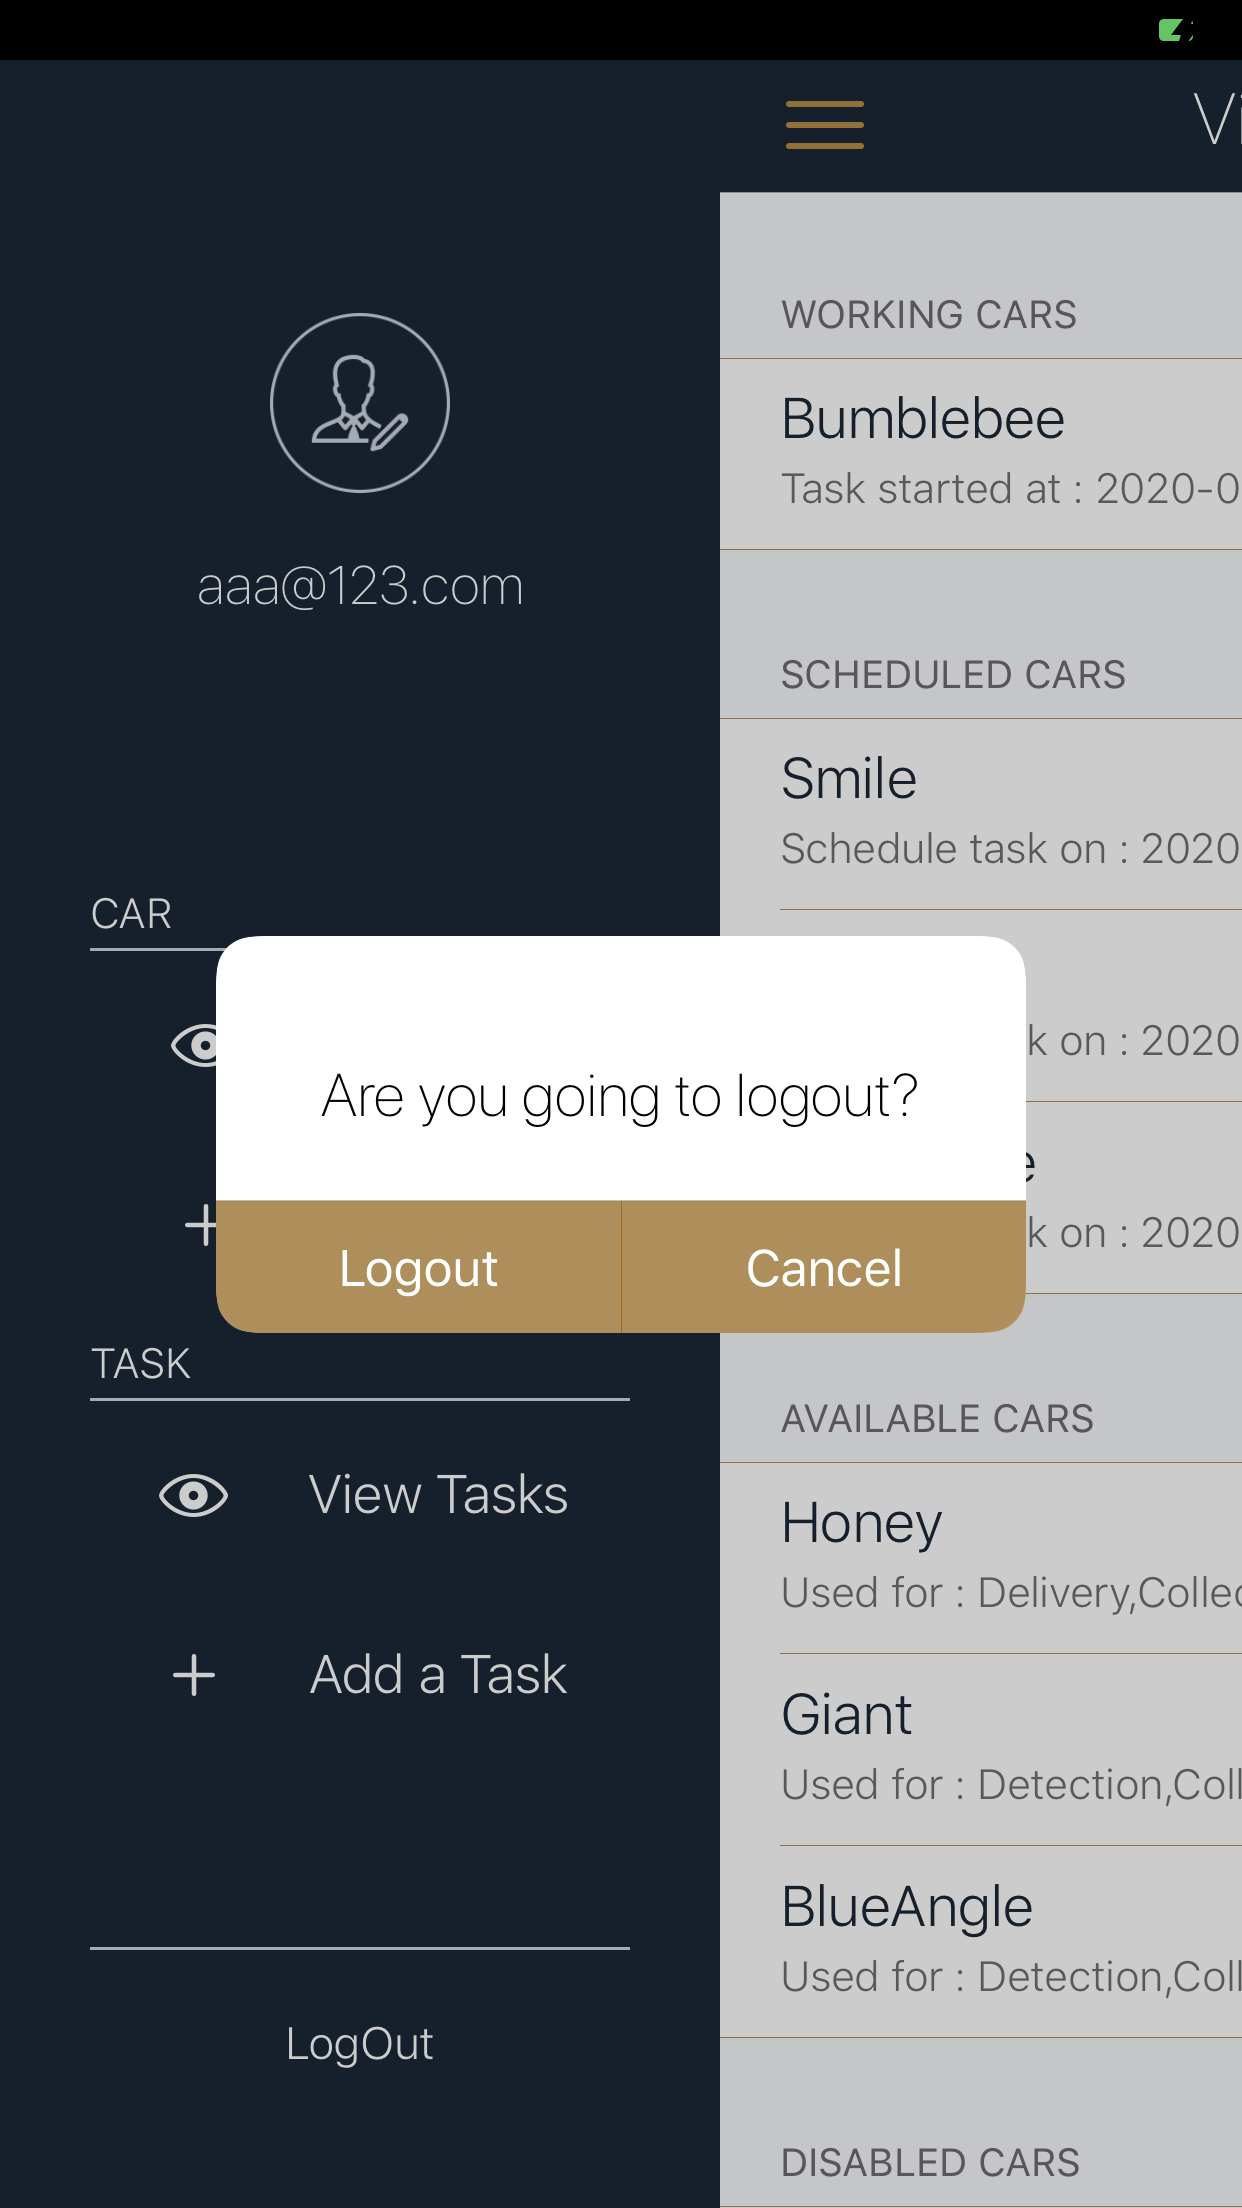 aaa@123.com
CAR
TASK
View Tasks
Add a Task
LogOut
Vi
WORKING CARS
Bumblebee
Task started at : 2020-0
SCHEDULED CARS
Smile
Schedule task on : 2020
k on : 2020
e
k on : 2020
AVAILABLE CARS
Honey
Used for : Delivery,Collec
Giant
Used for : Detection,Coll
BlueAngle
Used for : Detection,Coll
DISABLED CARS
Are you going to logout?
Logout
Cancel